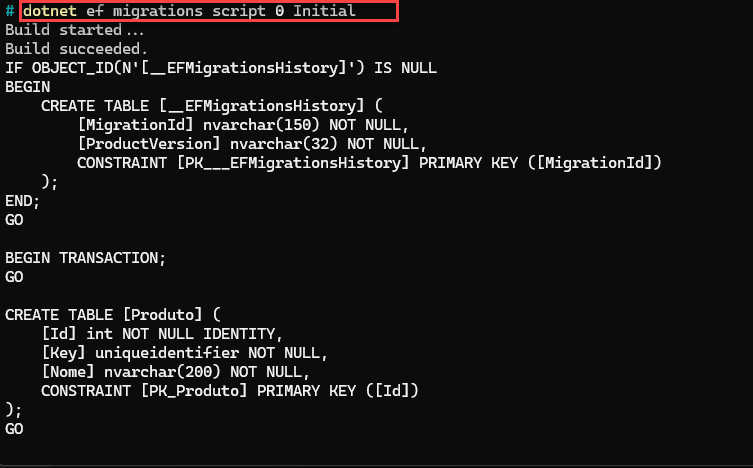 # dotnet ef migrations script 0 Initial
Build started...
Build succeeded.
IF OBJECT_ID(N'[__EFMigrationsHistory]') IS NULL
BEGIN
    CREATE TABLE [__EFMigrationsHistory] (
        [MigrationId] nvarchar(150) NOT NULL,
        [ProductVersion] nvarchar(32) NOT NULL,
        CONSTRAINT [PK___EFMigrationsHistory] PRIMARY KEY ([MigrationId])
    );
END;
GO

BEGIN TRANSACTION;
GO

CREATE TABLE [Produto] (
    [Id] int NOT NULL IDENTITY,
    [Key] uniqueidentifier NOT NULL,
    [Nome] nvarchar(200) NOT NULL,
    CONSTRAINT [PK_Produto] PRIMARY KEY ([Id])
);
GO